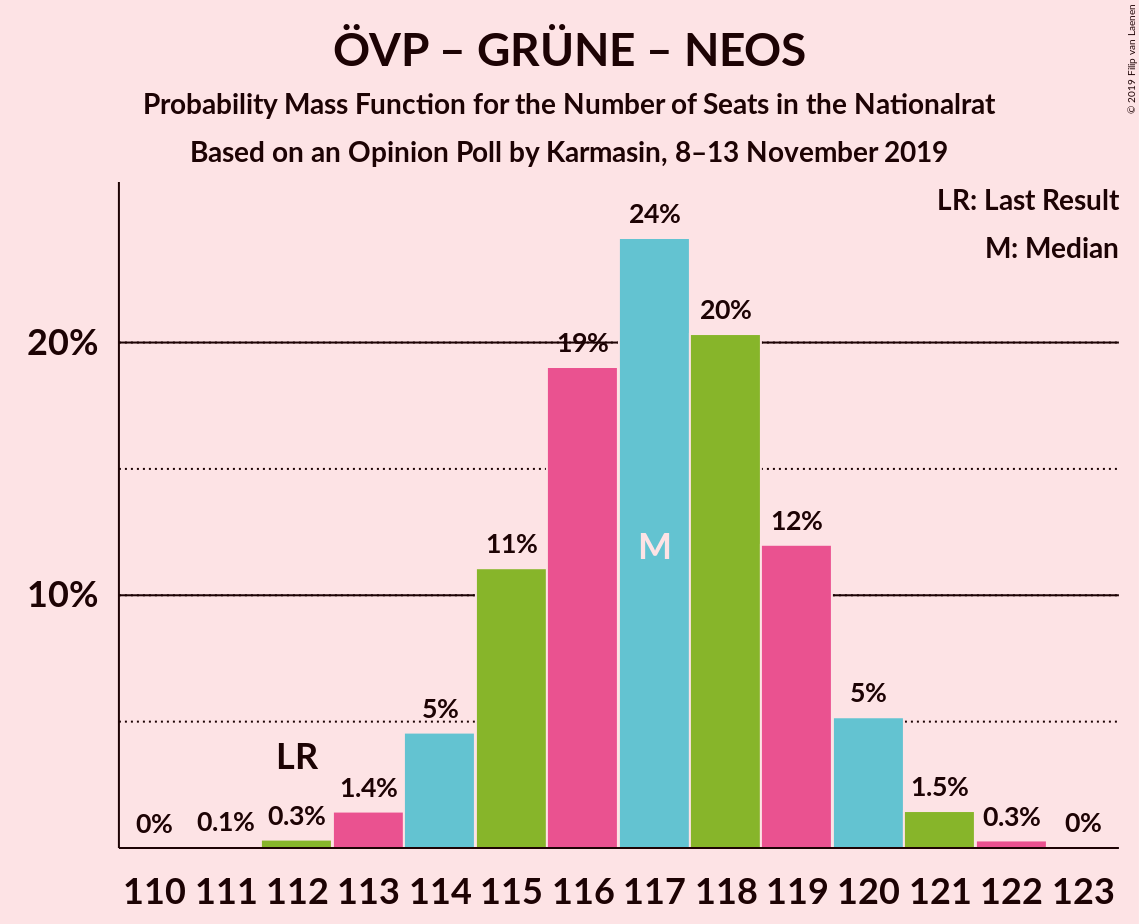 ÖVP – GRÜNE – NEOS
Probability Mass Function for the Number of Seats in the Nationalrat
Based on an Opinion Poll by Karmasin, 8–13 November 2019
© 2019 Filip van Laenen
LR: Last Result
M: Median
20%
10%
0%
0.1%
0.3%
1.4%
5%
11%
19%
24%
20%
12%
5%
1.5%
0.3%
0%
LR
M
110 111 112 113 114 115 116 117 118 119 120 121 122 123